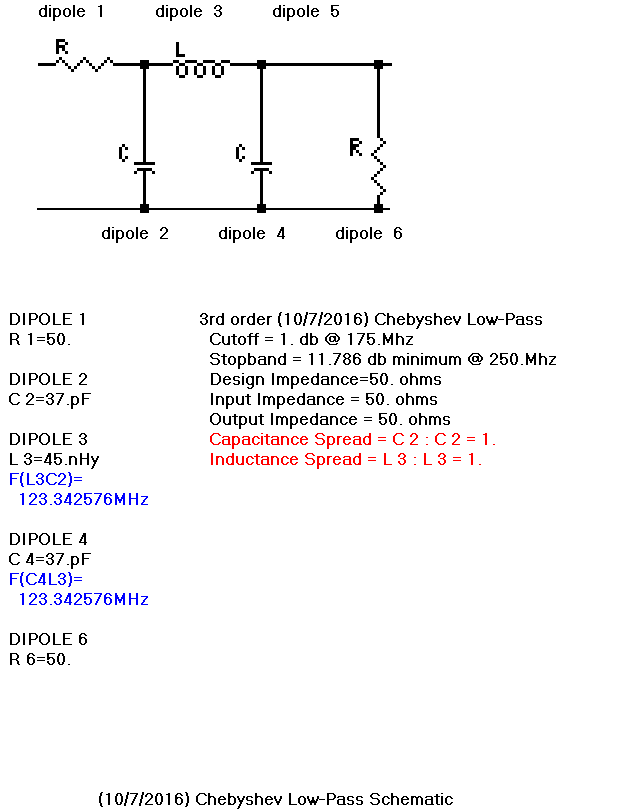 dipole 1 dipole 3 dipole 5
R L
C C R
dipole 2 dipole 4 dipole 6
DIPOLE 1 3rd order (10/7/2016) Chebyshev Low-Pass
R 1=50. Cutoff = 1. db @ 175.Mhz
Stopband = 11.786 db minimum @ 250.Mhz
DIPOLE 2 Design Impedance=50. ohms
C 2=37.pF Input Impedance = 50. ohms
Output Impedance = 50. ohms
DIPOLE 3 Capacitance Spread = C 2 : C 2 = 1.
L 3=45.nHy Inductance Spread = L 3 : L 3 = 1.
F(L3C2)=
123.342576MHz
DIPOLE 4
C 4=37.pF
F(C4L3)=
123.342576MHz
DIPOLE 6
R 6=50.
(10/7/2016) Chebyshev Low-Pass Schematic